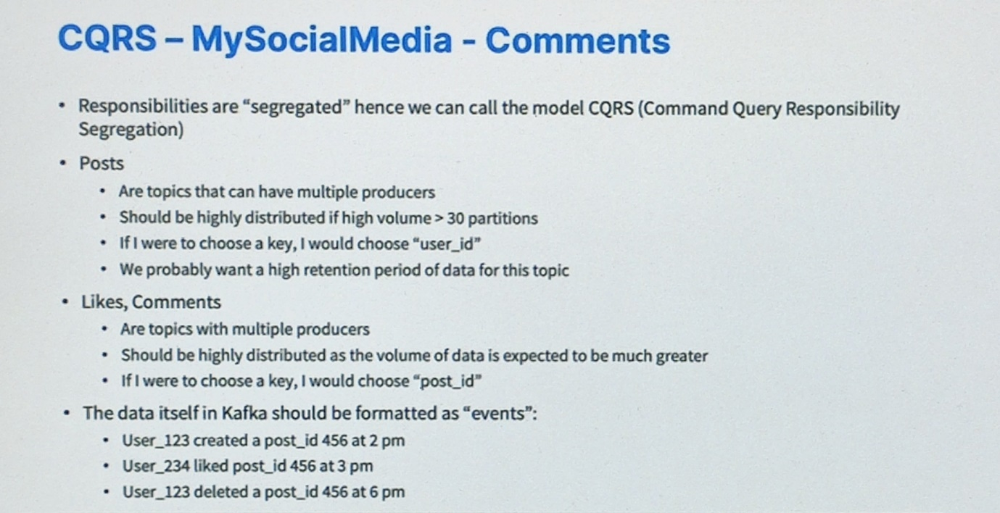 CQRS – MySocialMedia - Comments
• Responsibilities are “segregated” hence we can call the model CQRS (Command Query Responsibility
Segregation)
• Posts
• Are topics that can have multiple producers
• Should be highly distributed if high volume > 30 partitions
• If I were to choose a key, I would choose “user_id”
• We probably want a high retention period of data for this topic
• Likes, Comments
• Are topics with multiple producers
• Should be highly distributed as the volume of data is expected to be much greater
• If I were to choose a key, I would choose “post_id”
• The data itself in Kafka should be formatted as “events”:
• User_123 created a post_id 456 at 2 pm
• User_234 liked post_id 456 at 3 pm
• User_123 deleted a post_id 456 at 6 pm